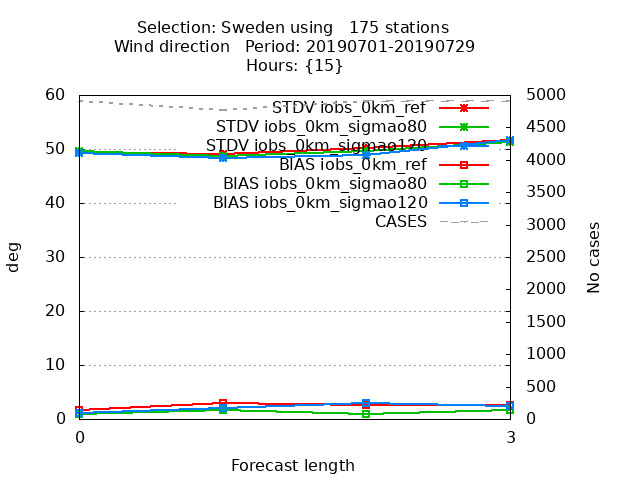 Selection: Sweden using   175 stations
Wind direction   Period: 20190701-20190729
Hours: {15}
60
50
40
30
20
10
0
deg
STDV iobs_0km_ref
STDV iobs_0km_sigmao80
STDV iobs_0km_sigmao120
BIAS iobs_0km_ref
BIAS iobs_0km_sigmao80
BIAS iobs_0km_sigmao120
CASES
5000
4500
4000
3500
3000
2500
2000
1500
1000
500
0
No cases
0
3
Forecast length